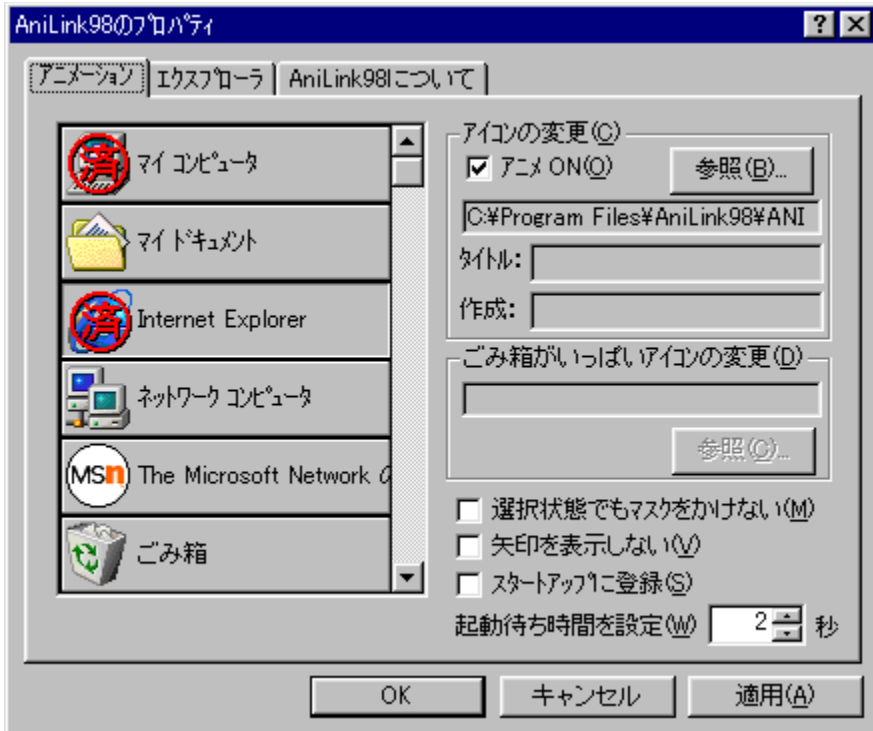 AniLink98のﾌﾟﾛﾊﾟﾃｨ
ｱﾆﾒｰｼｮﾝ
ｴｸｽﾌﾟﾛｰﾗ
AniLink98について
済
ﾏｲ ｺﾝﾋﾟｭｰﾀ
ﾏｲ ﾄﾞｷｭﾒﾝﾄ
済
Internet Explorer
ﾈｯﾄﾜｰｸ ｺﾝﾋﾟｭｰﾀ
MSn
The Microsoft Network
ごみ箱
ｱｲｺﾝの変更(C)
ｱﾆﾒ ON(O)
参照(B)...
C:¥Program Files¥AniLink98¥ANI
ﾀｲﾄﾙ:
作成:
ごみ箱がいっぱいｱｲｺﾝの変更(D)
参照(C)...
選択状態でもﾏｽｸをかけない(M)
矢印を表示しない(V)
ｽﾀｰﾄｱｯﾌﾟに登録(S)
起動待ち時間を設定(W) 2 秒
OK
キャンセル
適用(A)